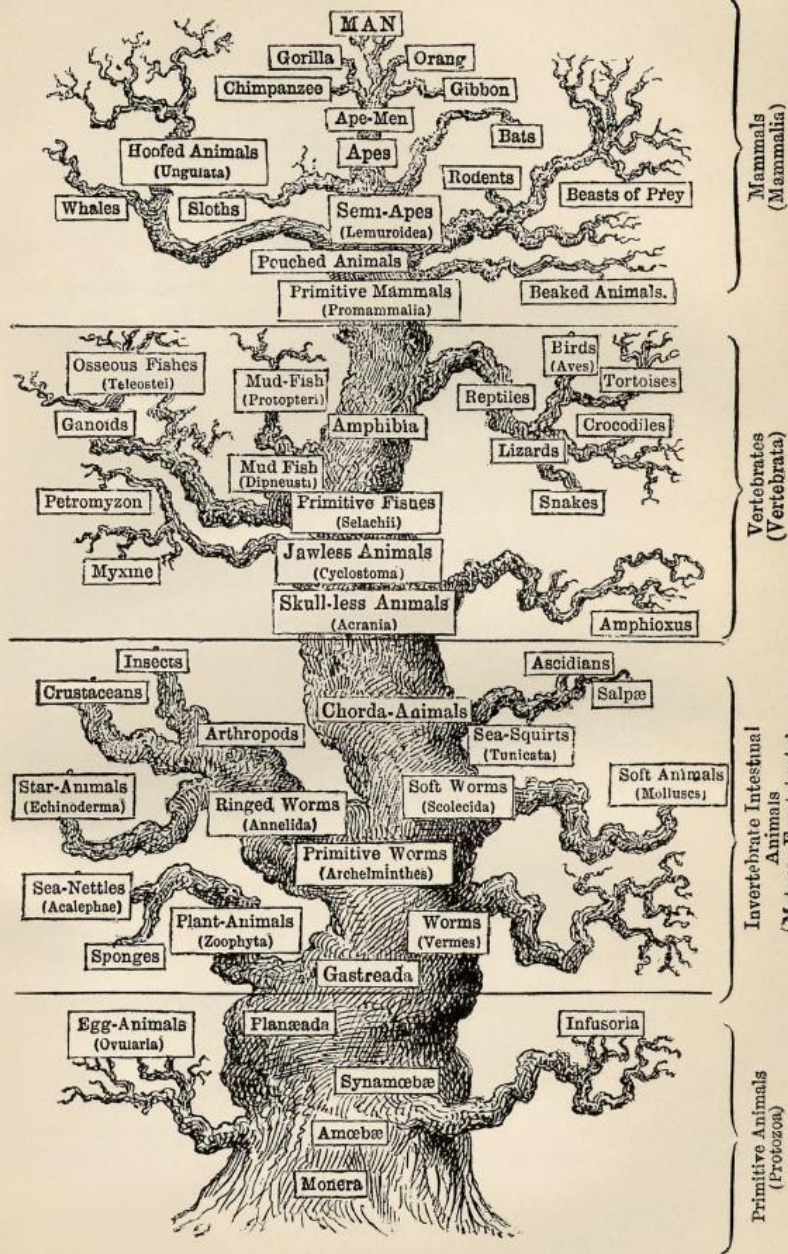 MAN
Gorilla
Orang
Chimpanzee
Gibbon
Ape-Men
Bats
Hoofed Animals
(Ungulata)
Apes
Rodents
Beasts of Prey
Whales
Sloths
Semi-Apes
(Lemuroidea)
Pouched Animals
Primitive Mammals
(Promammalia)
Beaked Animals.
Mammals
(Mammalia)
Osseous Fishes
(Teleostei)
Mud-Fish
(Protopteri)
Birds
(Aves)
Tortoises
Reptiles
Ganoids
Amphibia
Crocodiles
Lizards
Mud Fish
(Dipneusti)
Petromyzon
Primitive Fishes
(Selachii)
Snakes
Jawless Animals
(Cyclostoma)
Myxine
Skull-less Animals
(Acrania)
Amphioxus
Vertebrates
(Vertebrata)
Insects
Ascidians
Crustaceans
Salpæ
Chorda-Animals
Arthropods
Sea-Squirts
(Tunicata)
Star-Animals
(Echinoderma)
Ringed Worms
(Annelida)
Soft Worms
(Scolecida)
Soft Animals
(Molluscs)
Primitive Worms
(Archelminthes)
Sea-Nettles
(Acalephae)
Plant-Animals
(Zoophyta)
Worms
(Vermes)
Sponges
Gastreada
Invertebrate Intestinal
Animals
Egg-Animals
(Ovularia)
Planæada
Infusoria
Synamœbæ
Amœbæ
Monera
Primitive Animals
(Protozoa)